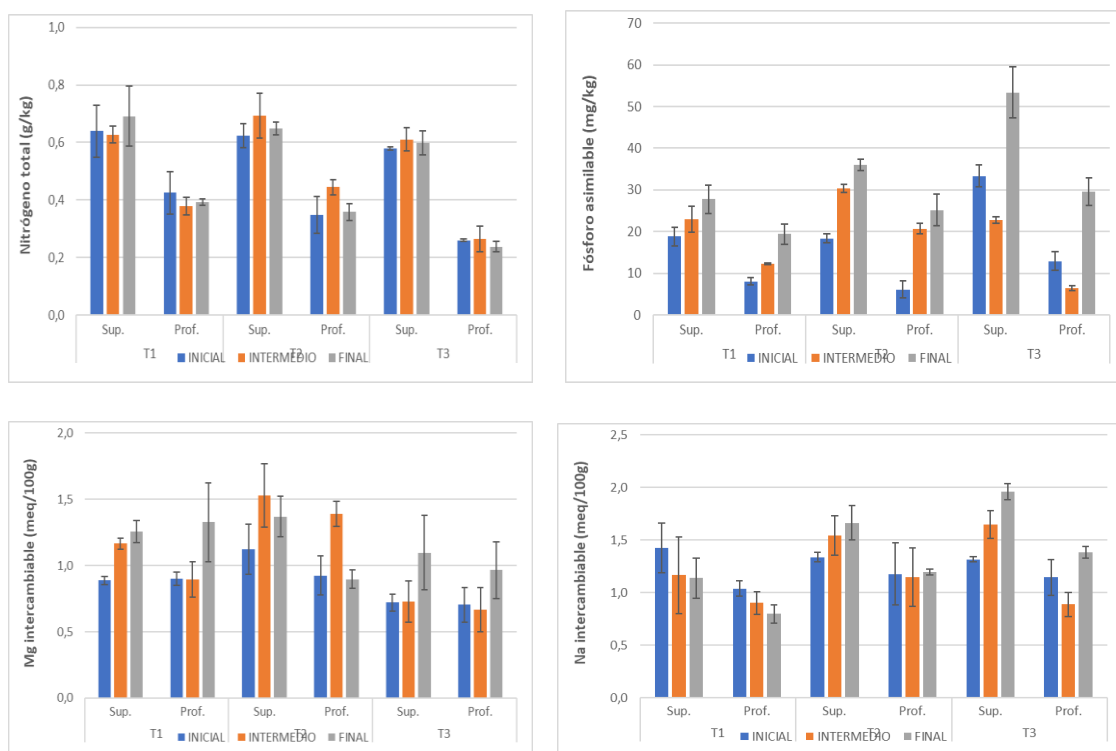 Nitrógeno total (g/kg)
1,0
0,8
0,6
0,4
0,2
0,0
Sup. Prof. Sup. Prof. Sup. Prof.
T1 T2 T3
INICIAL INTERMEDIO FINAL
Fósforo asimilable (mg/kg)
70
60
50
40
30
20
10
0
Sup. Prof. Sup. Prof. Sup. Prof.
T1 T2 T3
INICIAL INTERMEDIO FINAL
Mg intercambiable (meq/100g)
2,0
1,5
1,0
0,5
0,0
Sup. Prof. Sup. Prof. Sup. Prof.
T1 T2 T3
INICIAL INTERMEDIO FINAL
Na intercambiable (meq/100g)
2,5
2,0
1,5
1,0
0,5
0,0
Sup. Prof. Sup. Prof. Sup. Prof.
T1 T2 T3
INICIAL INTERMEDIO FINAL